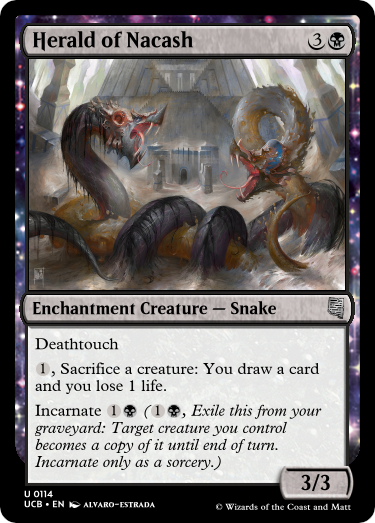 Herald of Nacash 3
Enchantment Creature — Snake
Deathtouch
1, Sacrifice a creature: You draw a card
and you lose 1 life.
Incarnate 1 (1, Exile this from your
graveyard: Target creature you control
becomes a copy of it until end of turn.
Incarnate only as a sorcery.)
3/3
U 0114
UCB • EN ALVARO-ESTRADA
© Wizards of the Coast and Matt